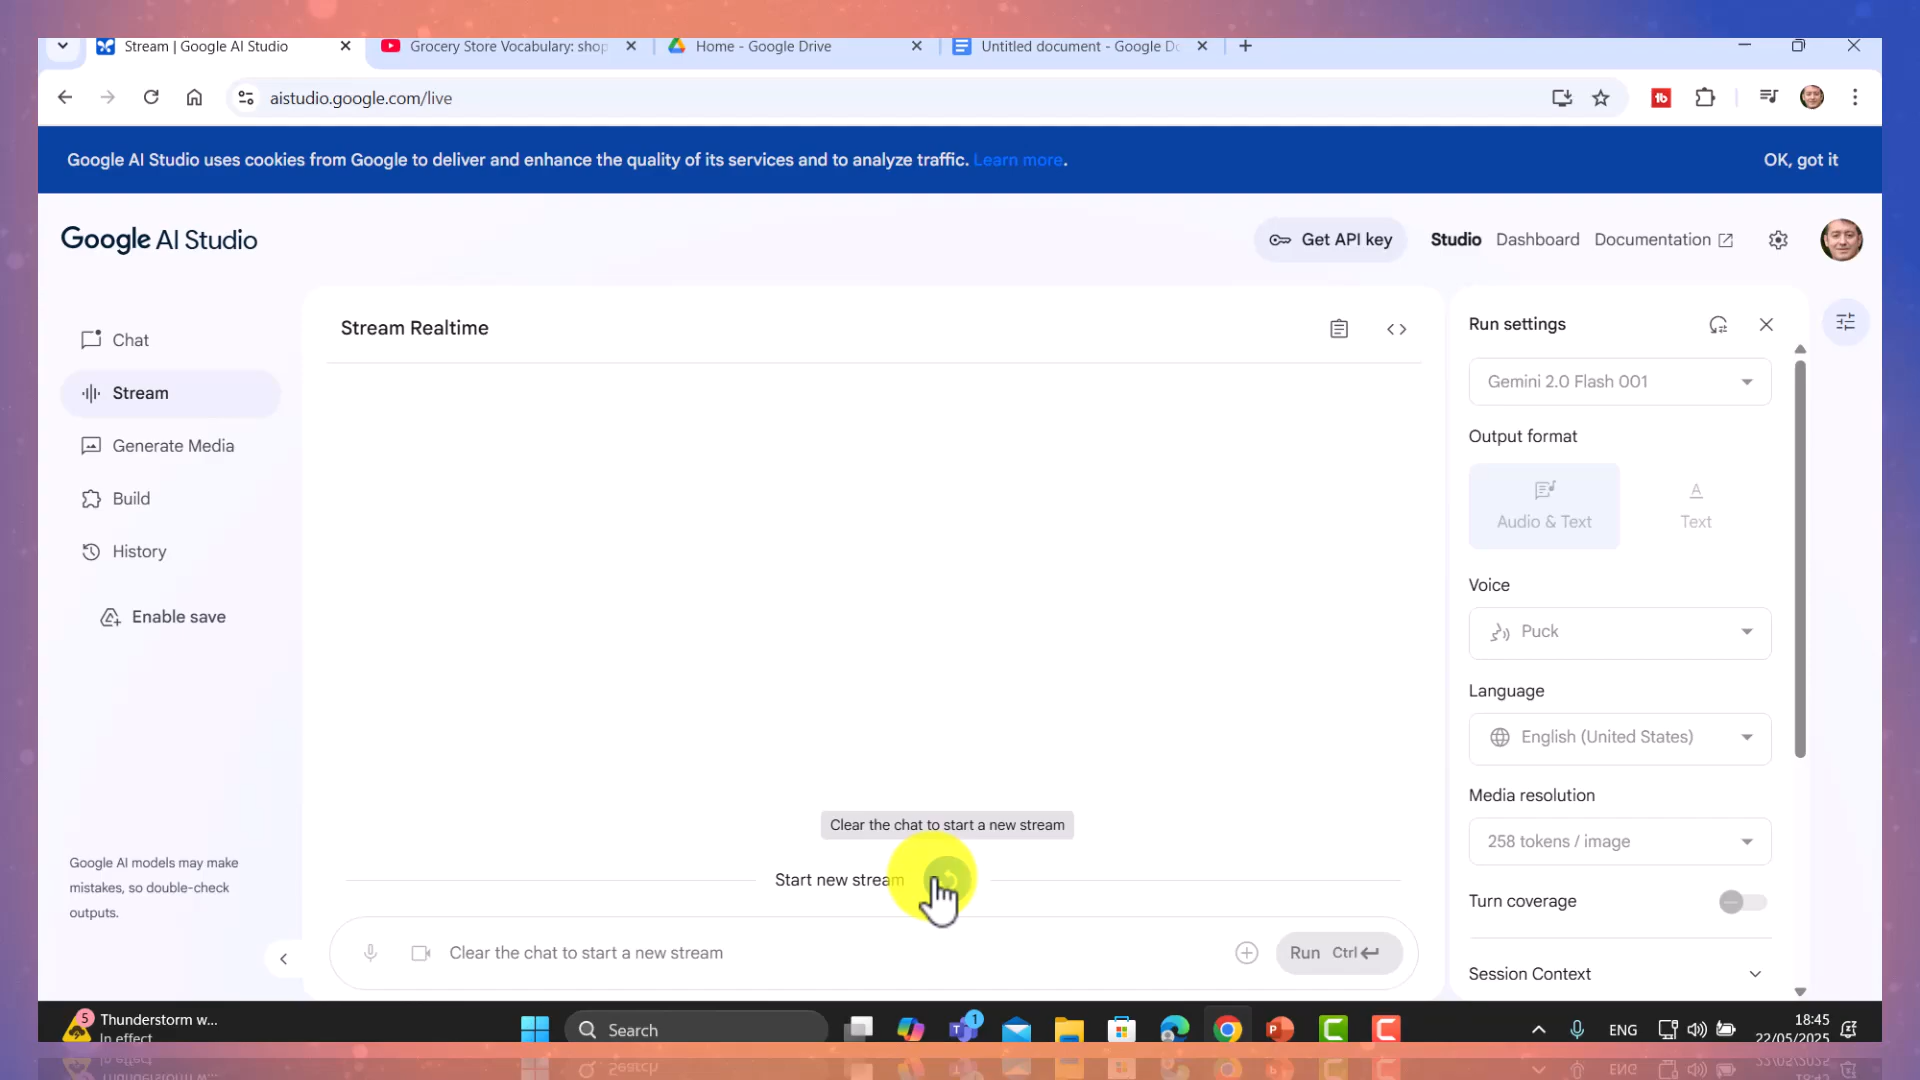 Stream | Google AI Studio
Grocery Store Vocabulary: shop
Home - Google Drive
Untitled document - Google Do
aistudio.google.com/live
Google AI Studio uses cookies from Google to deliver and enhance the quality of its services and to analyze traffic. Learn more.
OK, got it
Google AI Studio
Get API key
Studio
Dashboard
Documentation
Chat
Stream
Generate Media
Build
History
Enable save
Google AI models may make
mistakes, so double-check
outputs.
Stream Realtime
Clear the chat to start a new stream
Start new stream
Clear the chat to start a new stream
Run Ctrl
Run settings
Gemini 2.0 Flash 001
Output format
Audio & Text
A
Text
Voice
Puck
Language
English (United States)
Media resolution
258 tokens / image
Turn coverage
Session Context
5
Thunderstorm w...
In effect
Search
1
ENG
18:45
22/05/2025